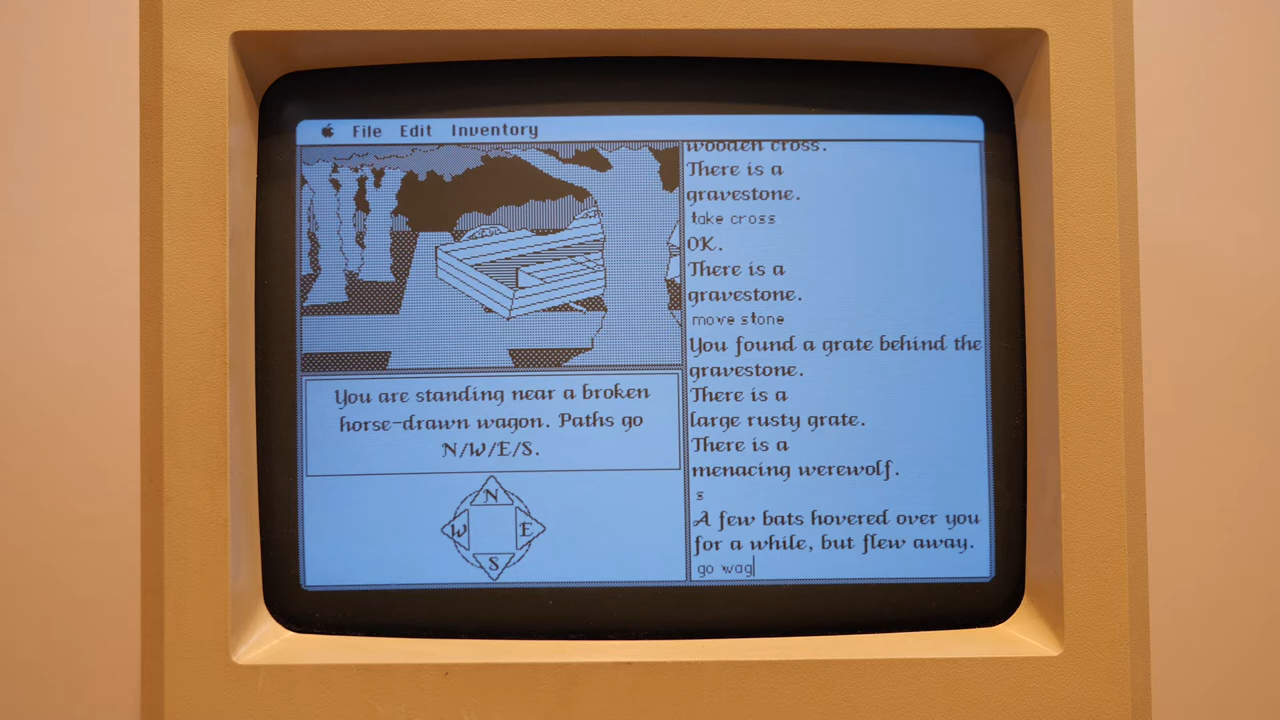 File Edit Inventory
You are standing near a broken
horse-drawn wagon. Paths go
N/W/E/S.
N
W E
S
wooden cross.
There is a
gravestone.
take cross
OK.
There is a
gravestone.
move stone
You found a grate behind the
gravestone.
There is a
large rusty grate.
There is a
menacing werewolf.
s
A few bats hovered over you
for a while, but flew away.
go wag